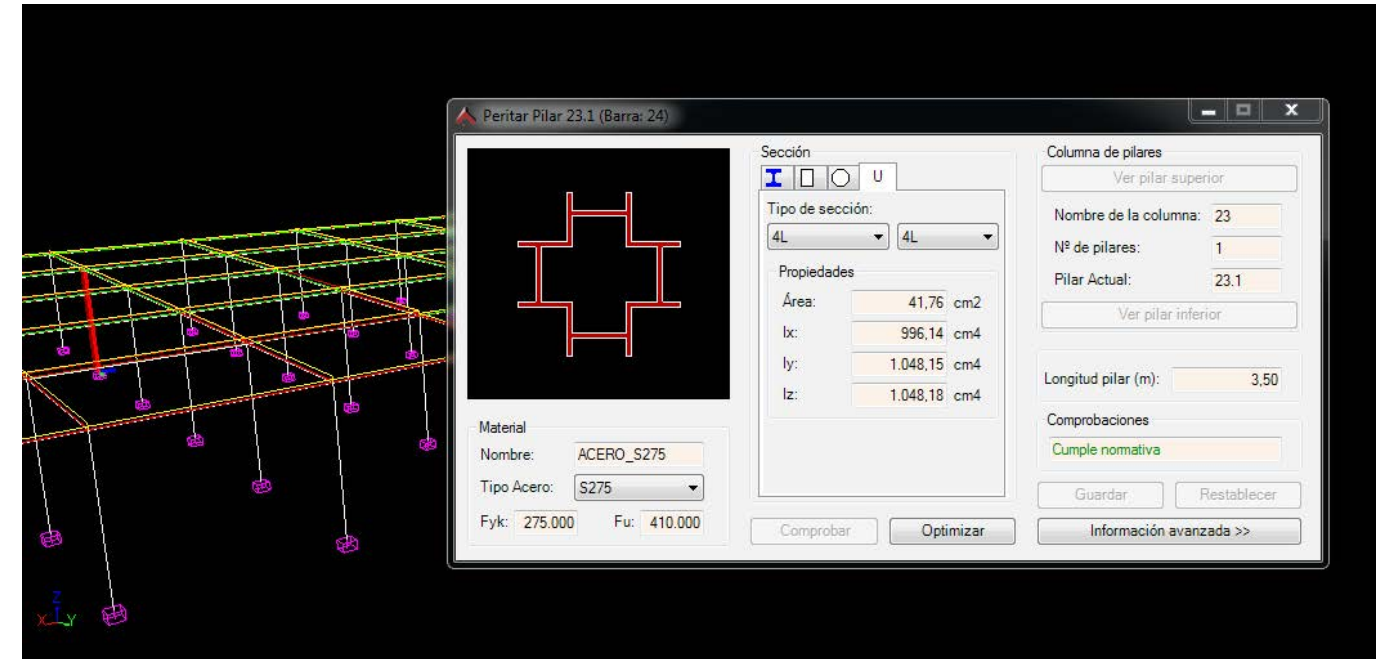 Peritar Pilar 23.1 (Barra: 24)
Sección
U
Tipo de sección:
4L 4L
Propiedades
Área: 41,76 cm2
Ix: 996,14 cm4
Iy: 1.048,15 cm4
Iz: 1.048,18 cm4
Material
Nombre: ACERO_S275
Tipo Acero: S275
Fyk: 275.000 Fu: 410.000
Comprobar Optimizar
Columna de pilares
Ver pilar superior
Nombre de la columna: 23
Nº de pilares: 1
Pilar Actual: 23.1
Ver pilar inferior
Longitud pilar (m): 3,50
Comprobaciones
Cumple normativa
Guardar Restablecer
Información avanzada >>
Z
X Y